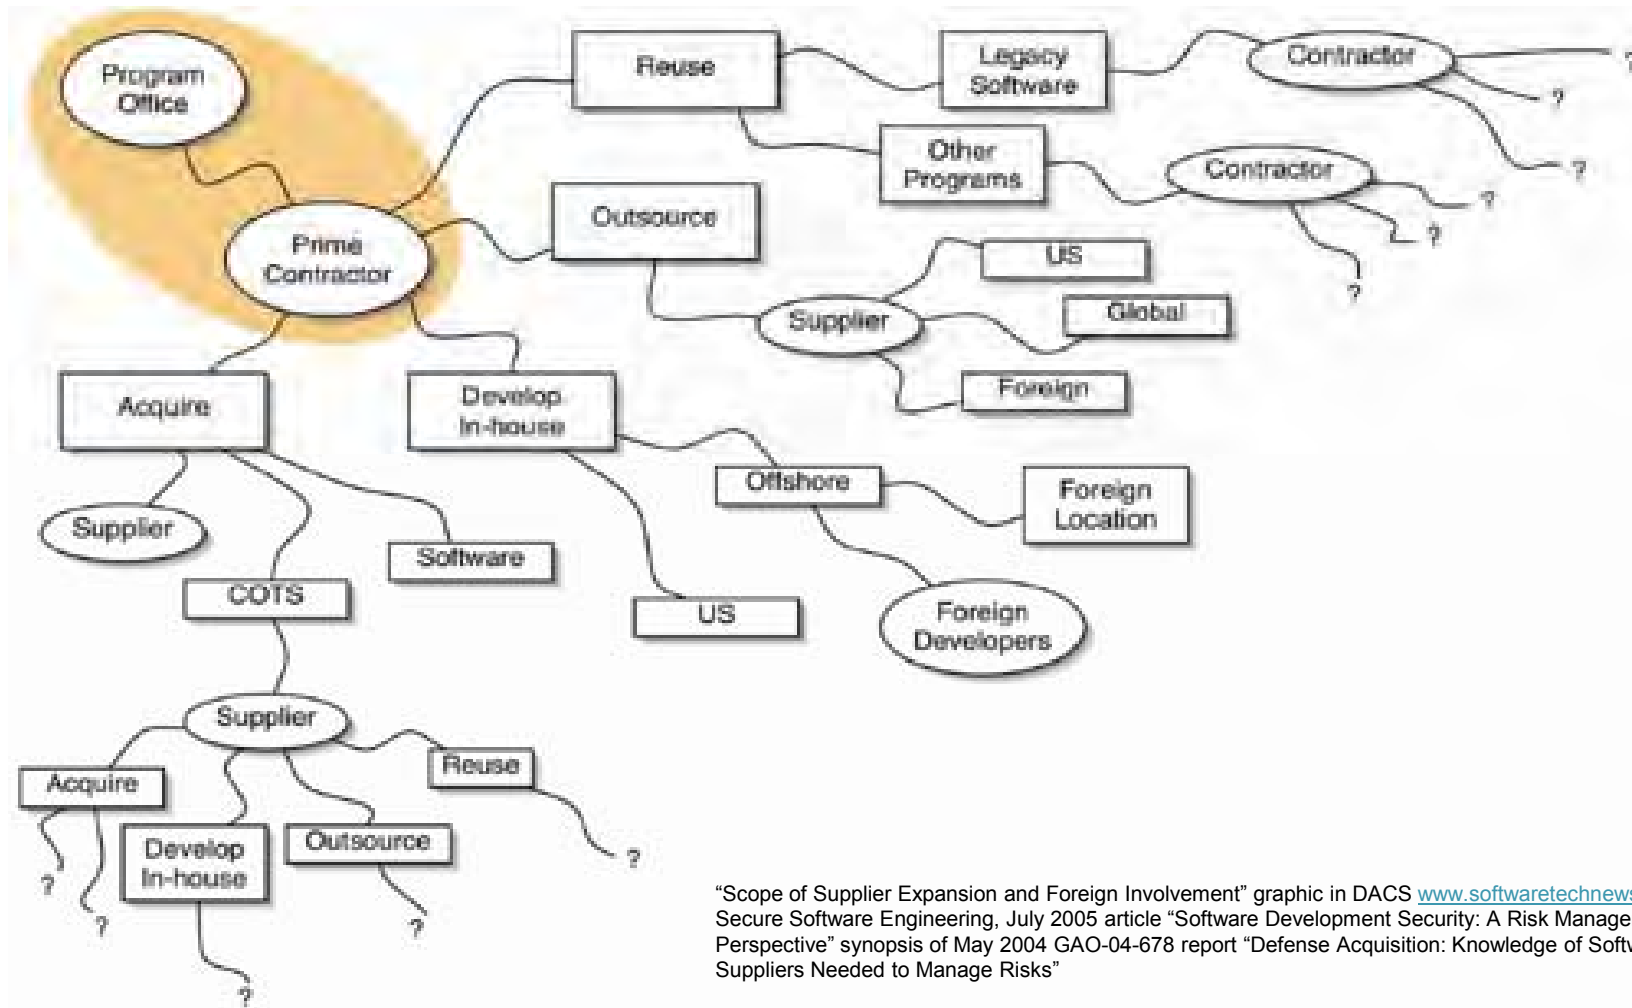 Program
Office
Reuse
Legacy
Software
Contractor
?
?
?
Other
Programs
Contractor
?
?
?
Prime
Contractor
Outsource
US
Supplier
Global
Foreign
Acquire
Develop
In-house
Offshore
Foreign
Location
Supplier
Software
COTS
US
Foreign
Developers
Supplier
Reuse
Acquire
Develop
In-house
Outsource
?
?
?
?
?
“Scope of Supplier Expansion and Foreign Involvement” graphic in DACS www.softwaretechnews
Secure Software Engineering, July 2005 article “Software Development Security: A Risk Manage
Perspective” synopsis of May 2004 GAO-04-678 report “Defense Acquisition: Knowledge of Softw
Suppliers Needed to Manage Risks”